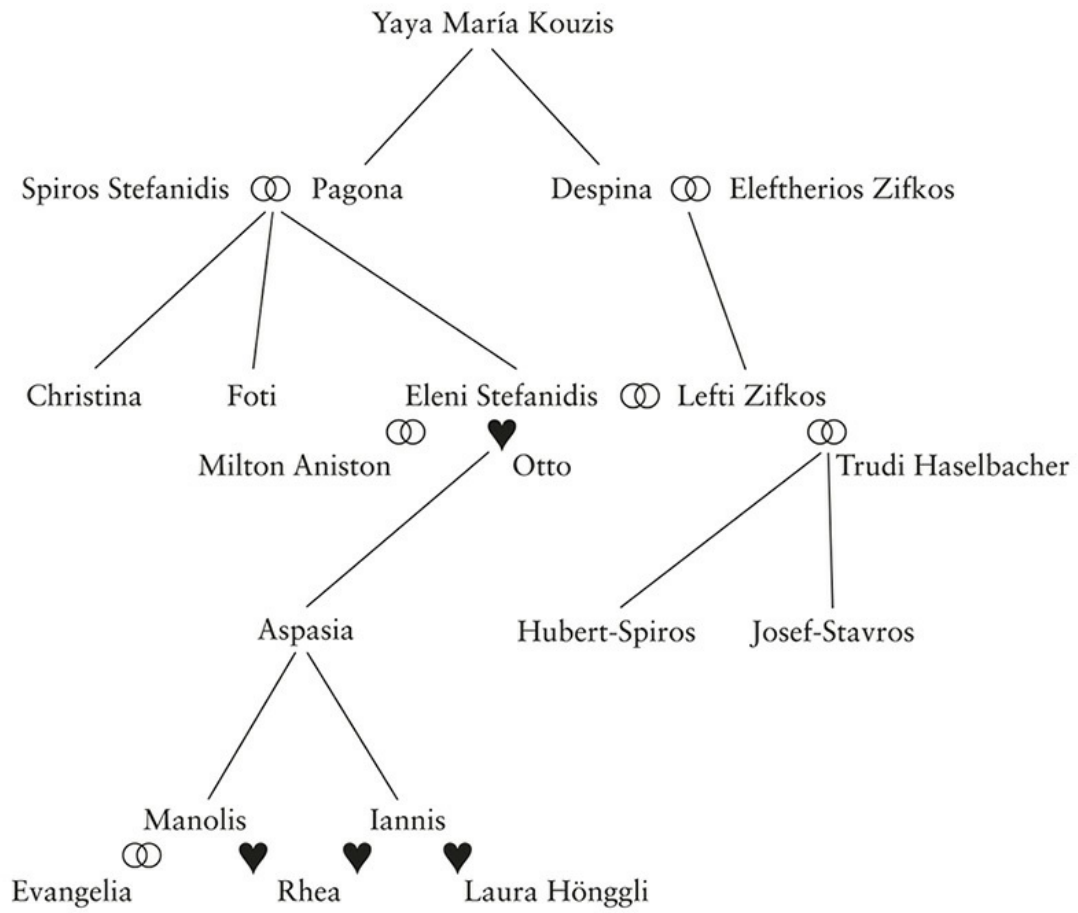 Yaya María Kouzis
Spiros Stefanidis Pagona Despina Eleftherios Zifkos
Christina Foti Eleni Stefanidis Lefti Zifkos
Milton Aniston Otto Trudi Haselbacher
Aspasia Hubert-Spiros Josef-Stavros
Manolis Iannis
Evangelia Rhea Laura Hönggli